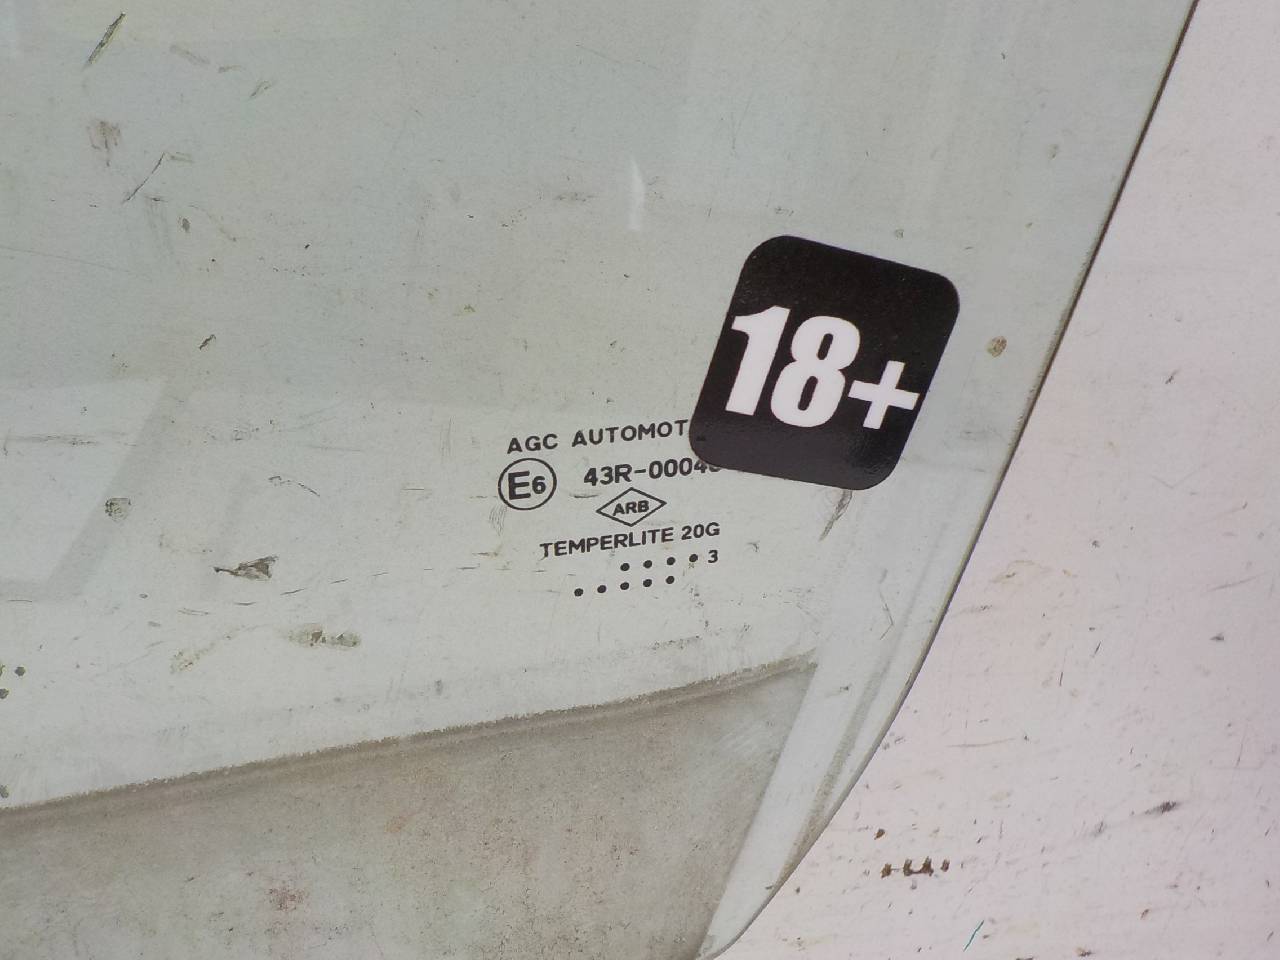 18+
AGC AUTOMOT
E6 43R-0004
ARB
TEMPERLITE 20G
3